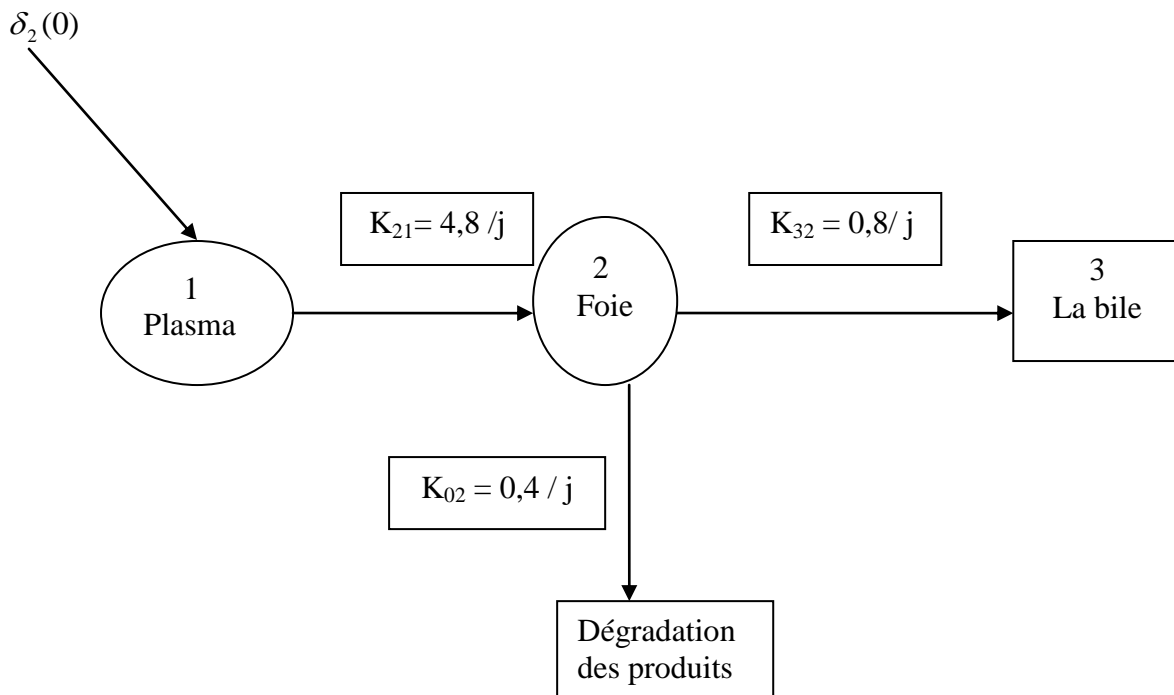 δ₂(0)
K₂₁= 4,8 /j
K₃₂ = 0,8/ j
1
Plasma
2
Foie
3
La bile
K₀₂ = 0,4 / j
Dégradation
des produits